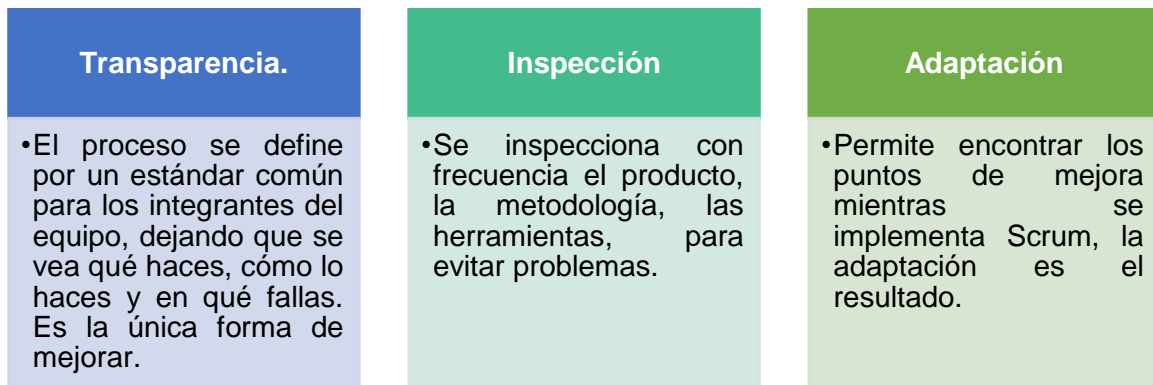 Transparencia.
•El proceso se define
por un estándar común
para los integrantes del
equipo, dejando que se
vea qué haces, cómo lo
haces y en qué fallas.
Es la única forma de
mejorar.
Inspección
•Se inspecciona con
frecuencia el producto,
la metodología, las
herramientas, para
evitar problemas.
Adaptación
•Permite encontrar los
puntos de mejora
mientras se
implementa Scrum, la
adaptación es el
resultado.